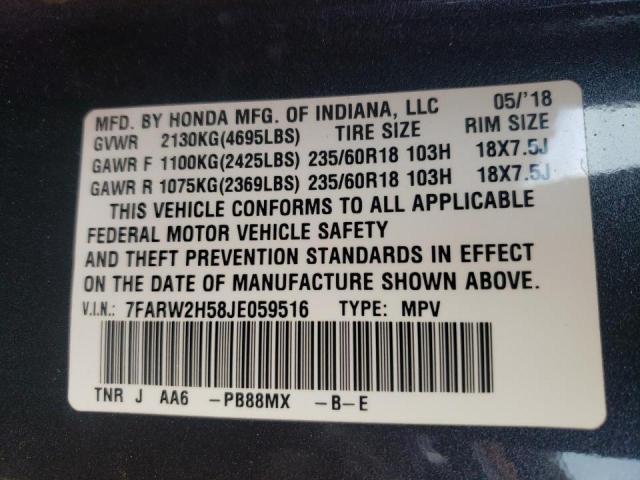 MFD. BY HONDA MFG. OF INDIANA, LLC 05/'18
GVWR 2130KG(4695LBS) TIRE SIZE RIM SIZE
GAWR F 1100KG(2425LBS) 235/60R18 103H 18X7.5J
GAWR R 1075KG(2369LBS) 235/60R18 103H 18X7.5J
THIS VEHICLE CONFORMS TO ALL APPLICABLE
FEDERAL MOTOR VEHICLE SAFETY
AND THEFT PREVENTION STANDARDS IN EFFECT
ON THE DATE OF MANUFACTURE SHOWN ABOVE.
V.I.N.: 7FARW2H58JE059516 TYPE: MPV
TNR J AA6 -PB88MX -B-E